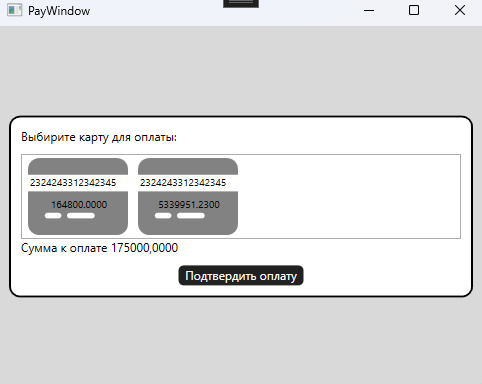 PayWindow
Выбирите карту для оплаты:
2324243312342345 2324243312342345
164800.0000 5339951.2300
Сумма к оплате 175000,0000
Подтвердить оплату